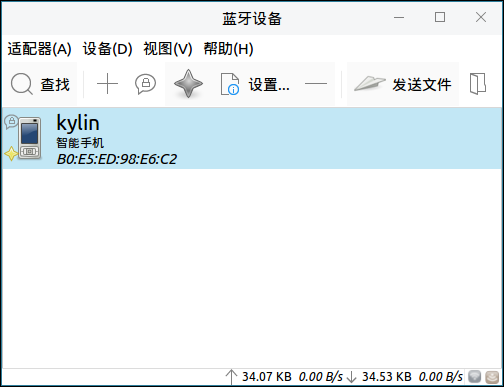 蓝牙设备
适配器(A) 设备(D) 视图(V) 帮助(H)
查找 设置... 发送文件
kylin
智能手机
B0:E5:ED:98:E6:C2
34.07 KB 0.00 B/s 34.53 KB 0.00 B/s